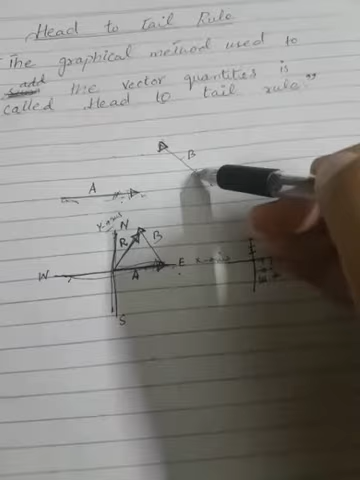 Head to tail Rule
The graphical method used to
add the vector quantities is
called Head to tail rule"
B
A
x-axis
N
R
B
W
E
A
S